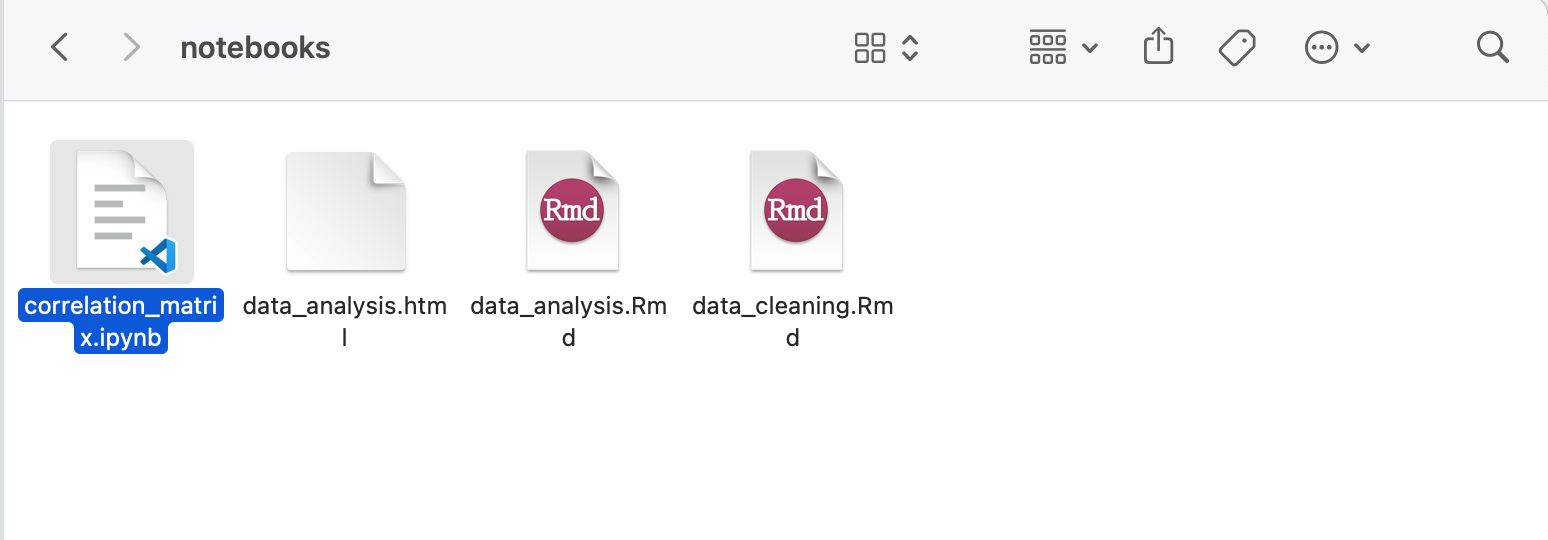 notebooks
Rmd
Rmd
correlation_matri
x.ipynb
data_analysis.htm
l
data_analysis.Rm
d
data_cleaning.Rm
d